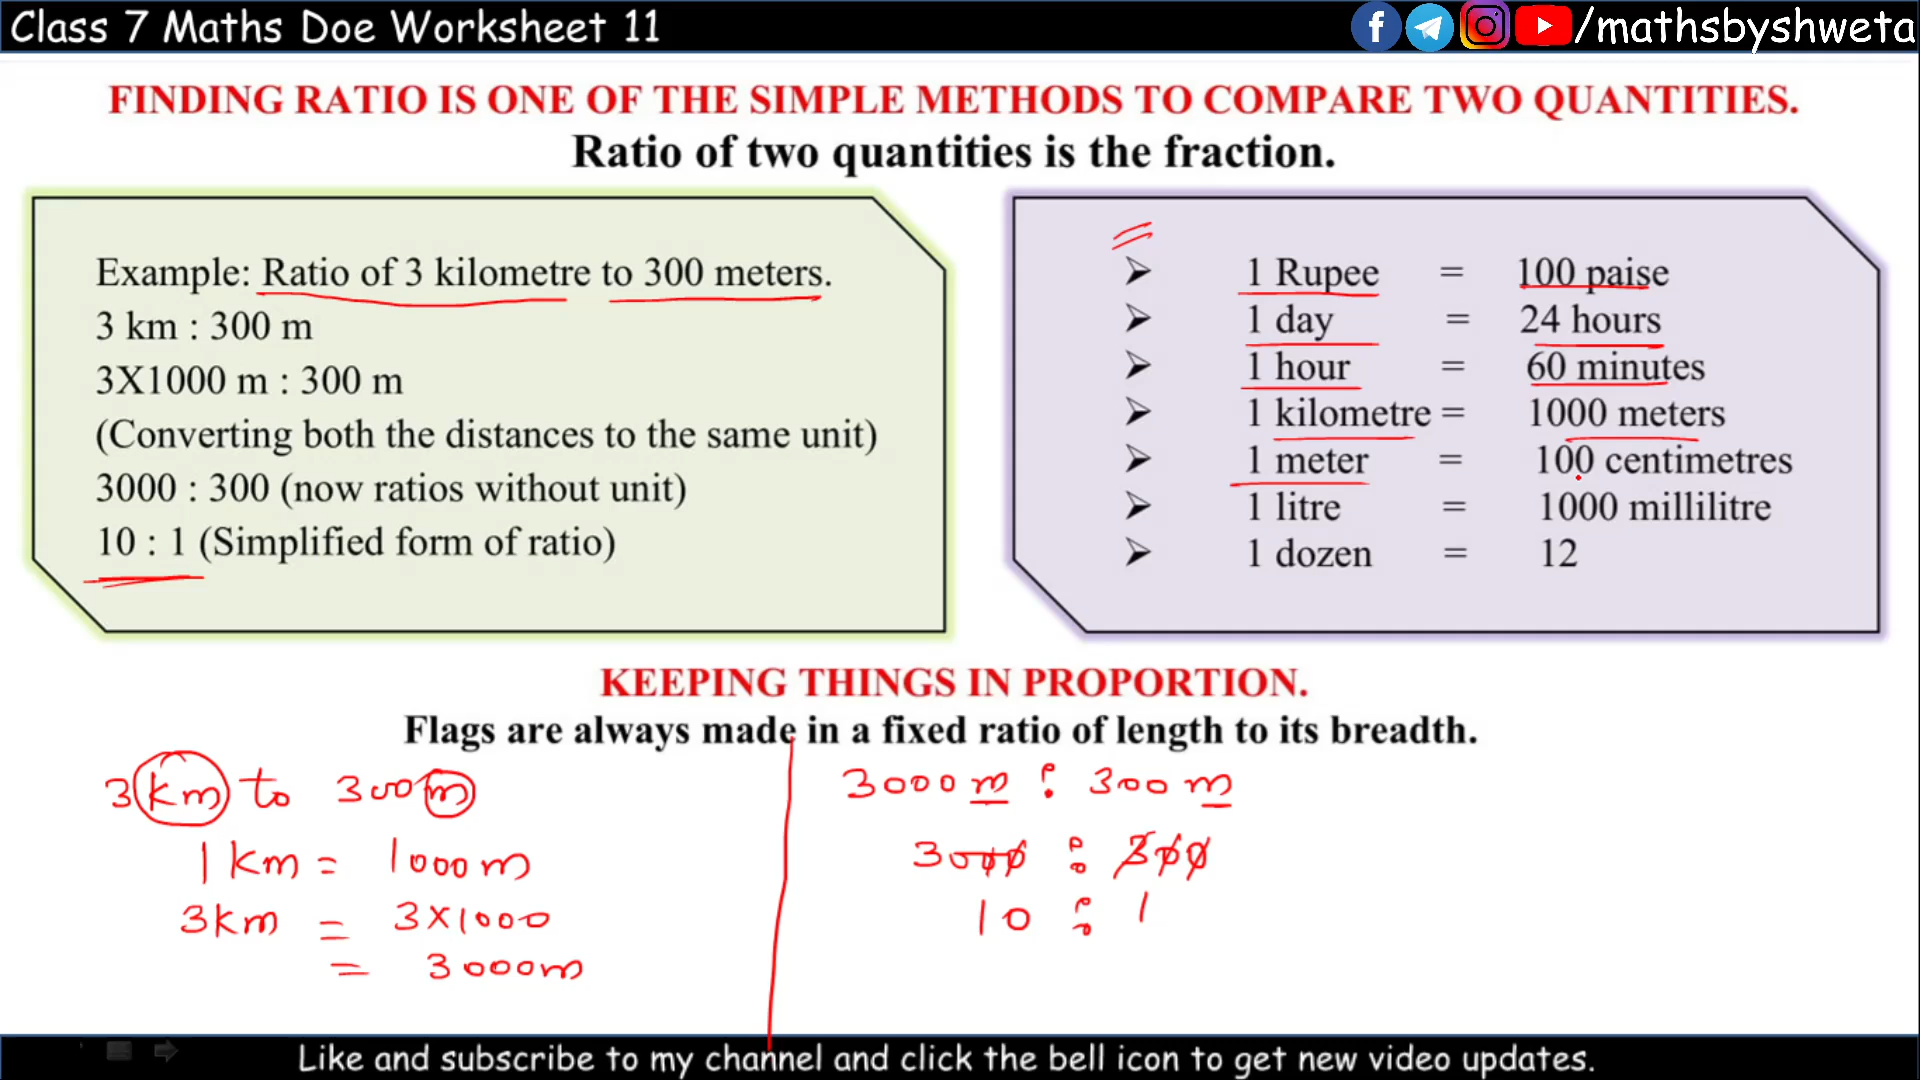 Class 7 Maths Doe Worksheet 11
/mathsbyshweta
FINDING RATIO IS ONE OF THE SIMPLE METHODS TO COMPARE TWO QUANTITIES.
Ratio of two quantities is the fraction.
Example: Ratio of 3 kilometre to 300 meters.
3 km : 300 m
3X1000 m : 300 m
(Converting both the distances to the same unit)
3000 : 300 (now ratios without unit)
10 : 1 (Simplified form of ratio)
1 Rupee = 100 paise
1 day = 24 hours
1 hour = 60 minutes
1 kilometre = 1000 meters
1 meter = 100 centimetres
1 litre = 1000 millilitre
1 dozen = 12
KEEPING THINGS IN PROPORTION.
Flags are always made in a fixed ratio of length to its breadth.
3 km to 300 m
1 km = 1000 m
3 km = 3 X 1000
= 3000 m
3000 m : 300 m
3000 : 300
10 : 1
Like and subscribe to my channel and click the bell icon to get new video updates.